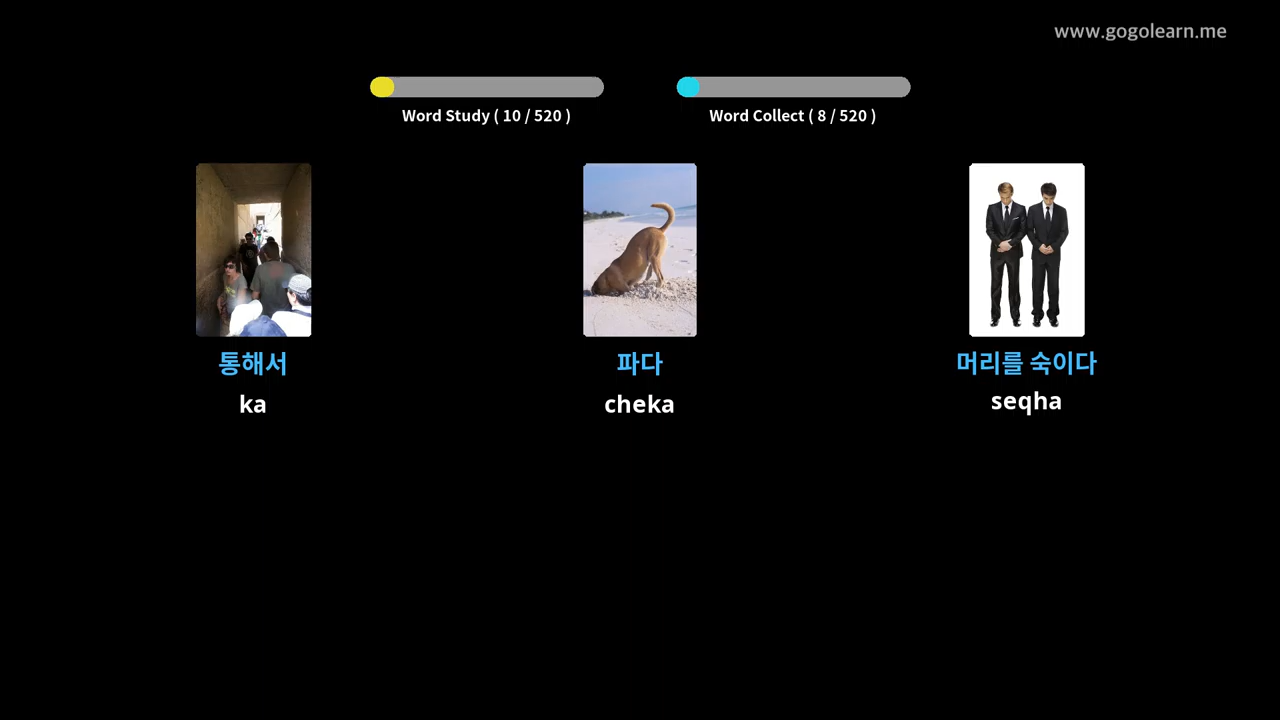 www.gogolearn.me
Word Study ( 10 / 520 )
Word Collect ( 8 / 520 )
통해서
파다
머리를 숙이다
ka
cheka
seqha